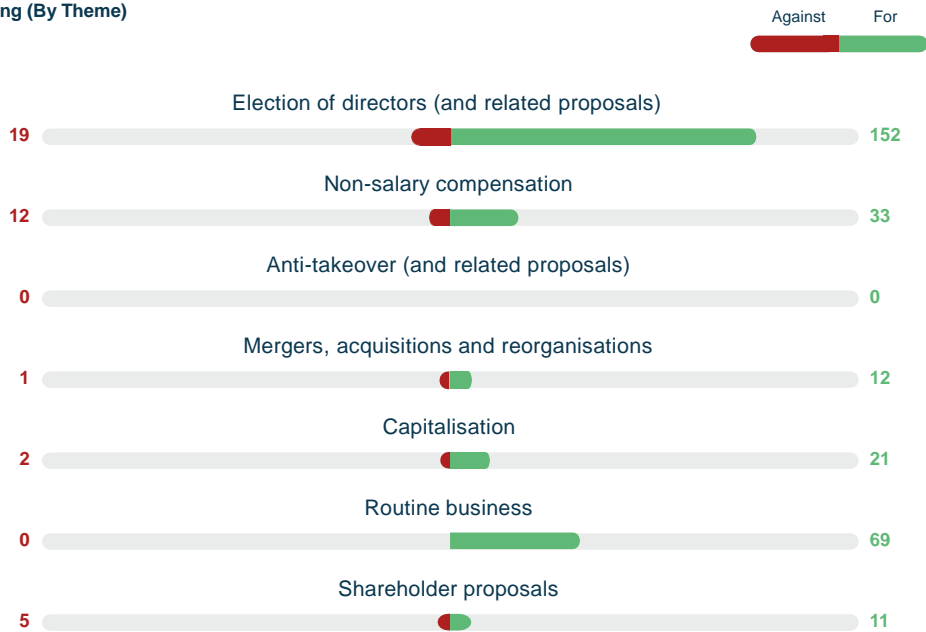 ng (By Theme)
Against For
Election of directors (and related proposals)
19 152
Non-salary compensation
12 33
Anti-takeover (and related proposals)
0 0
Mergers, acquisitions and reorganisations
1 12
Capitalisation
2 21
Routine business
0 69
Shareholder proposals
5 11